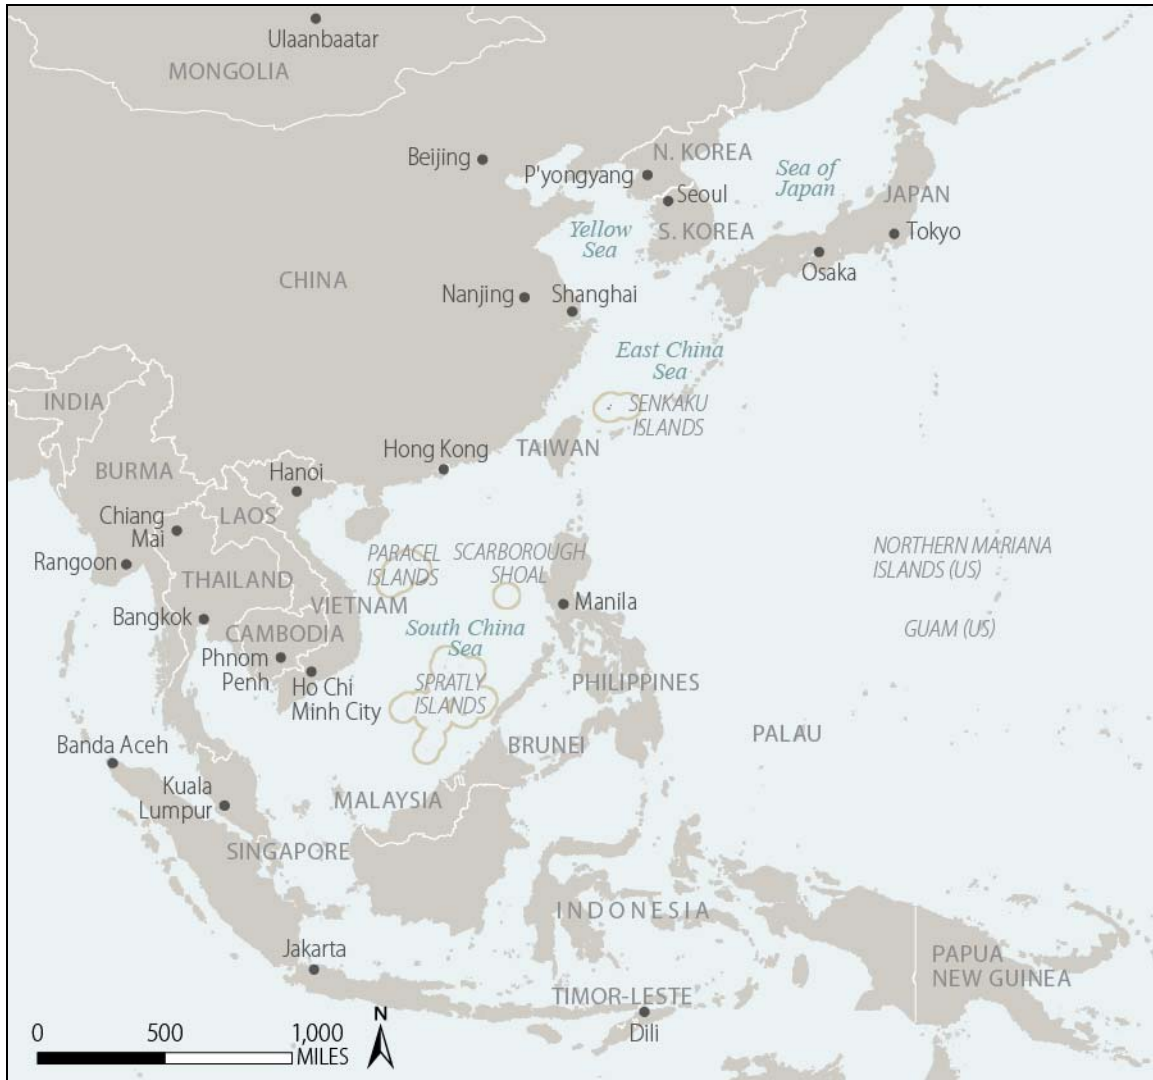 Ulaanbaatar
MONGOLIA
Beijing
N. KOREA
P'yongyang
Sea of
Japan
Seoul
JAPAN
Yellow
Sea
S. KOREA
Tokyo
Osaka
CHINA
Nanjing
Shanghai
East China
Sea
INDIA
SENKAKU
ISLANDS
TAIWAN
Hong Kong
BURMA
Hanoi
LAOS
Chiang
Mai
PARACEL
ISLANDS
SCARBOROUGH
SHOAL
NORTHERN MARIANA
ISLANDS (US)
Rangoon
THAILAND
VIETNAM
Manila
Bangkok
CAMBODIA
South China
Sea
GUAM (US)
Phnom
Penh
Ho Chi
Minh City
SPRATLY
ISLANDS
PHILIPPINES
PALAU
Banda Aceh
BRUNEI
Kuala
Lumpur
MALAYSIA
SINGAPORE
INDONESIA
Jakarta
PAPUA
NEW GUINEA
TIMOR-LESTE
Dili
N
0 500 1,000
MILES